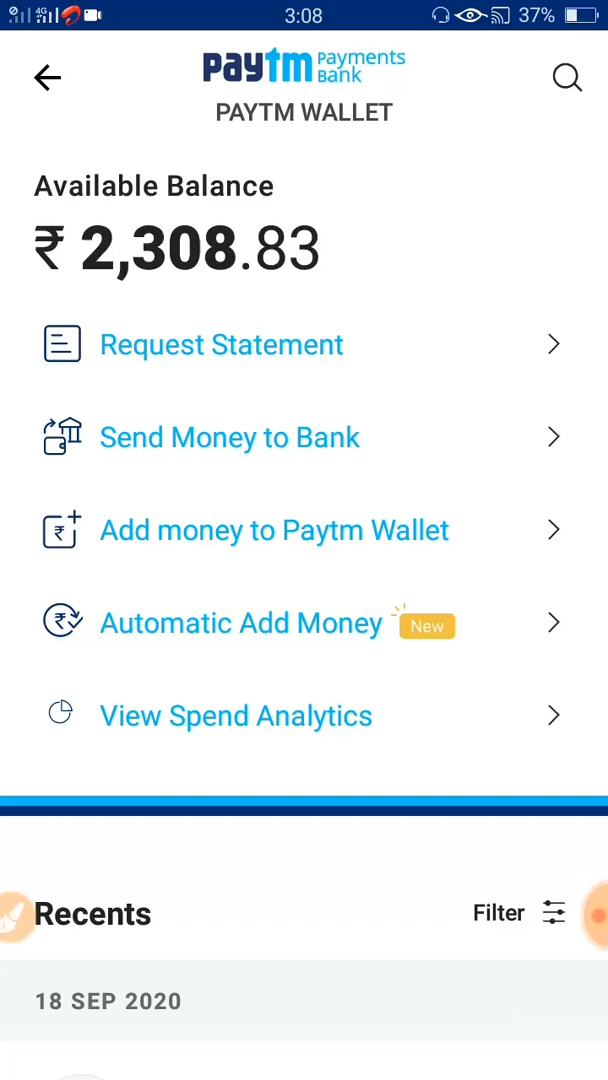 4G 3:08 37%
paytm Payments Bank
PAYTM WALLET
Available Balance
₹ 2,308.83
Request Statement
Send Money to Bank
Add money to Paytm Wallet
Automatic Add Money New
View Spend Analytics
Recents Filter
18 SEP 2020